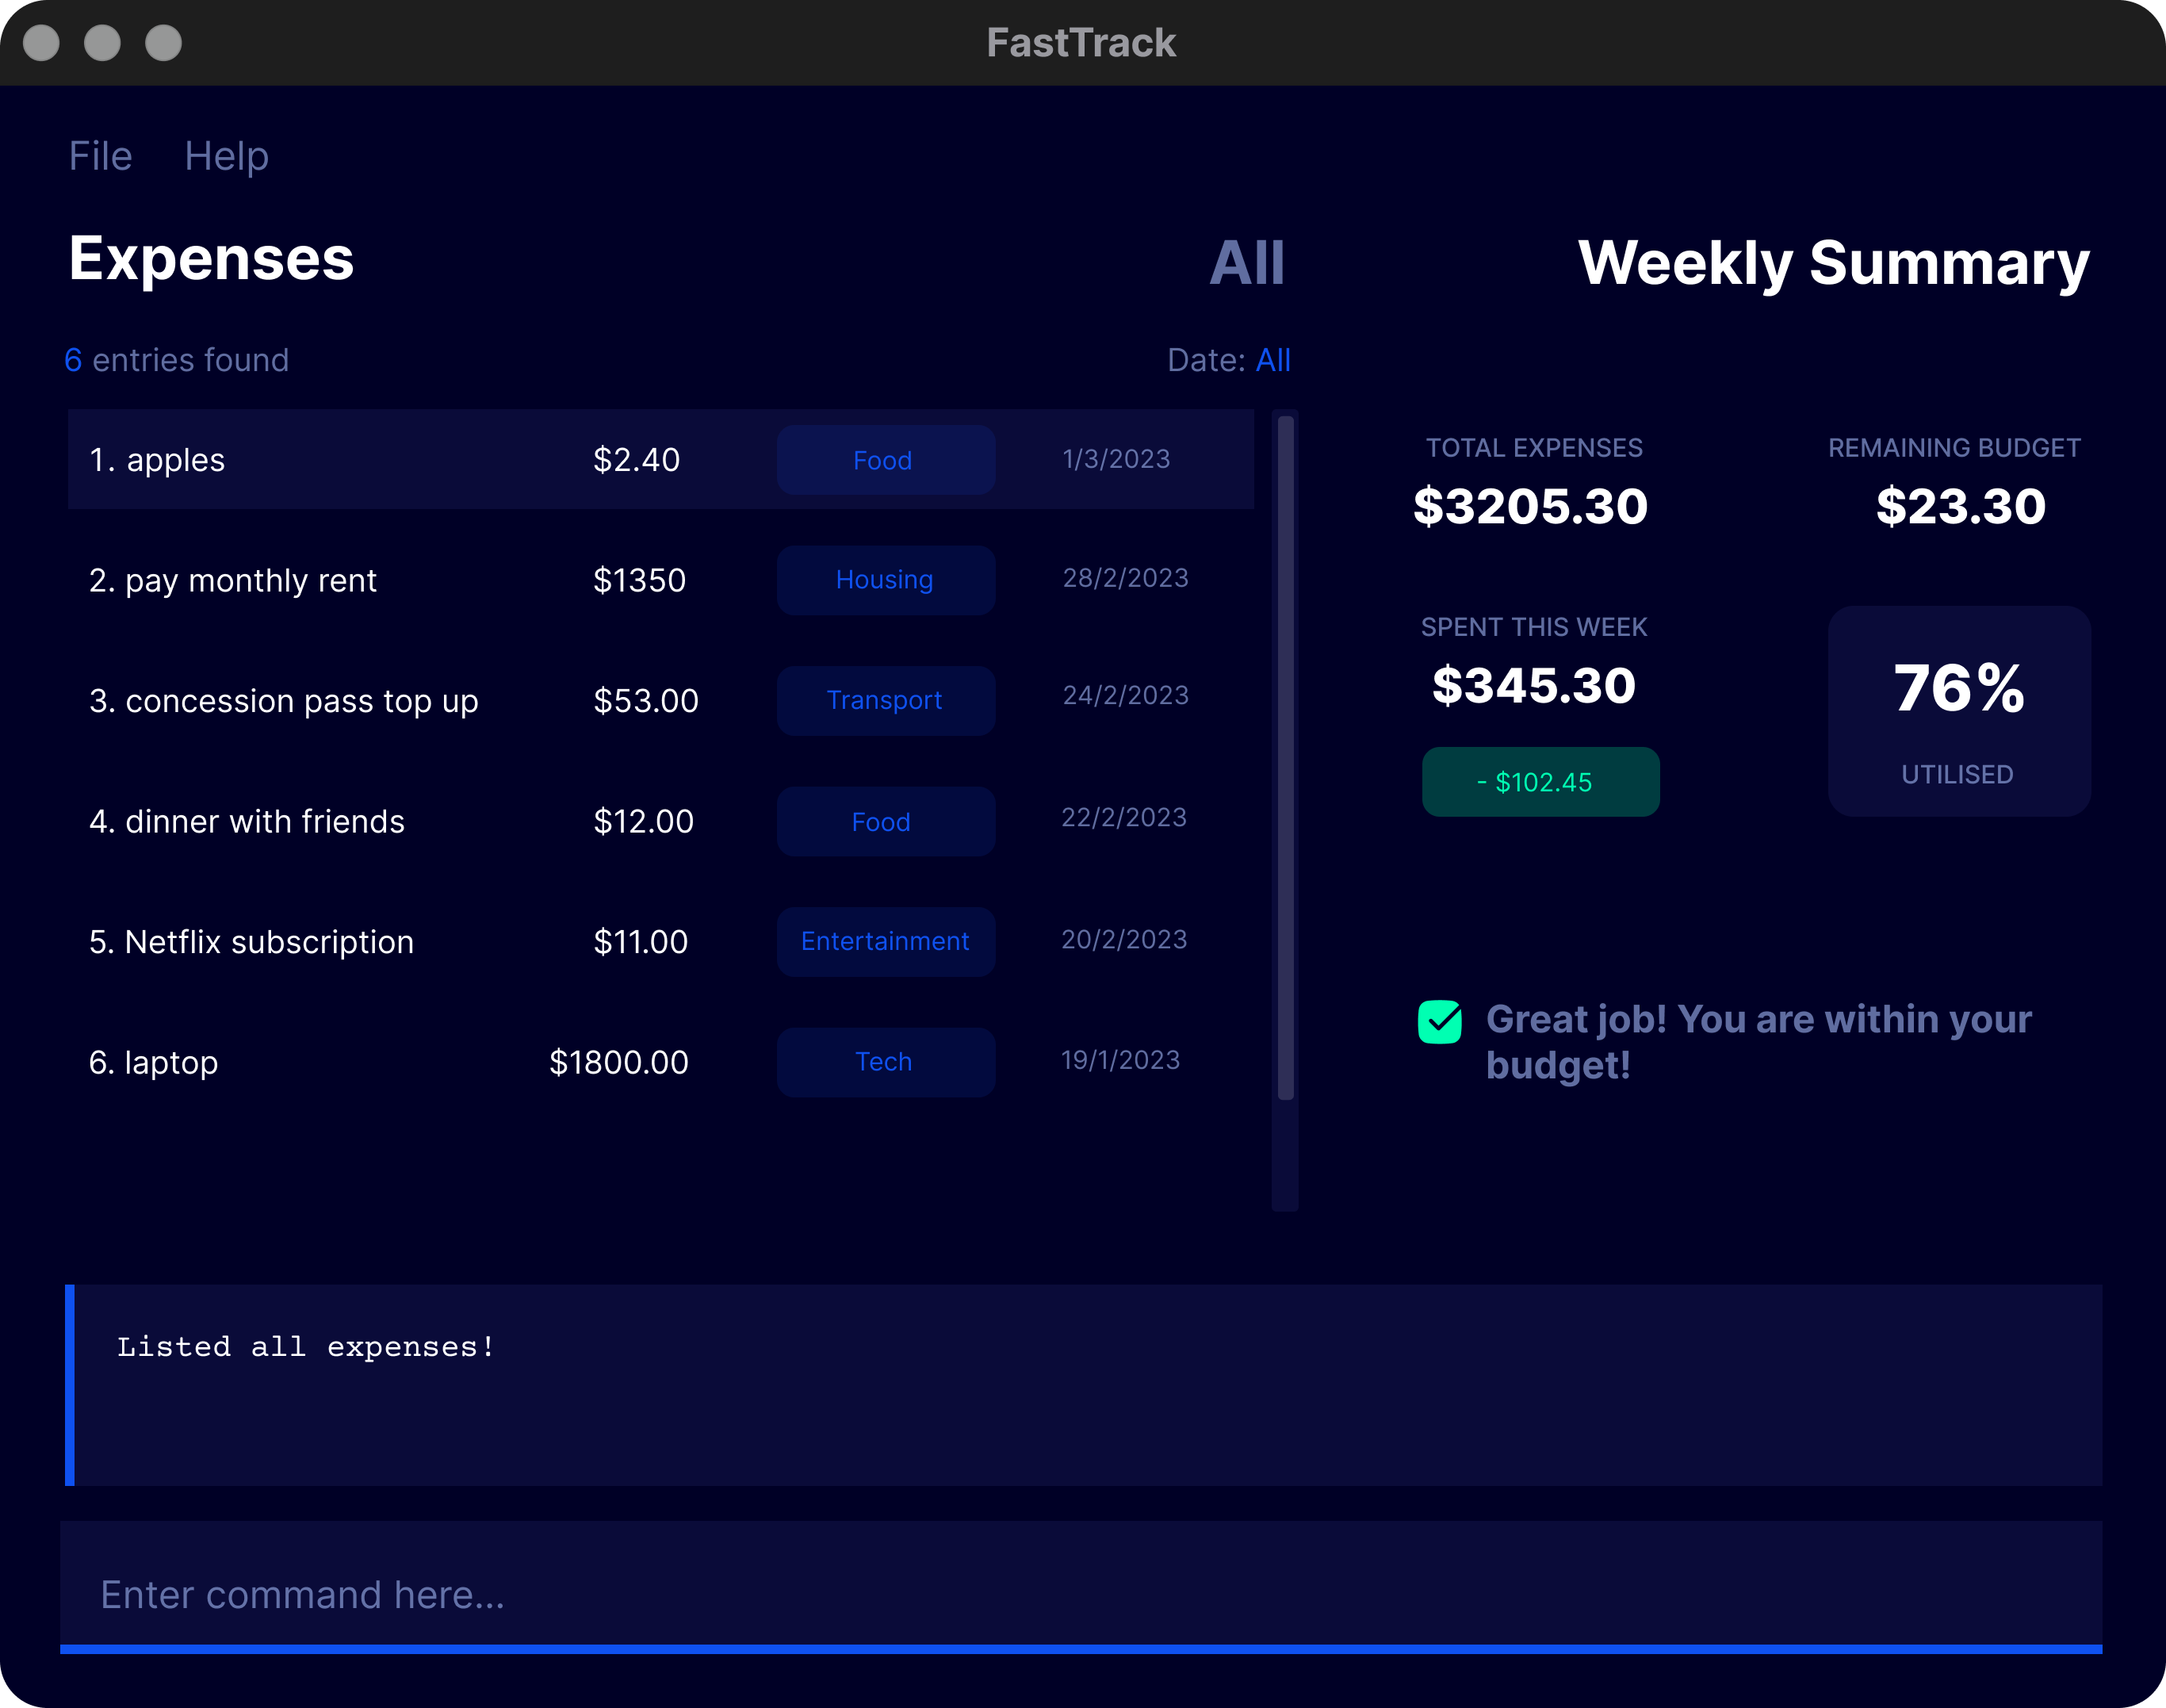 FastTrack
File Help
Expenses
All
6 entries found
Date: All
1. apples $2.40 Food 1/3/2023
2. pay monthly rent $1350 Housing 28/2/2023
3. concession pass top up $53.00 Transport 24/2/2023
4. dinner with friends $12.00 Food 22/2/2023
5. Netflix subscription $11.00 Entertainment 20/2/2023
6. laptop $1800.00 Tech 19/1/2023
Weekly Summary
TOTAL EXPENSES
$3205.30
REMAINING BUDGET
$23.30
SPENT THIS WEEK
$345.30
- $102.45
76%
UTILISED
Great job! You are within your
budget!
Listed all expenses!
Enter command here...